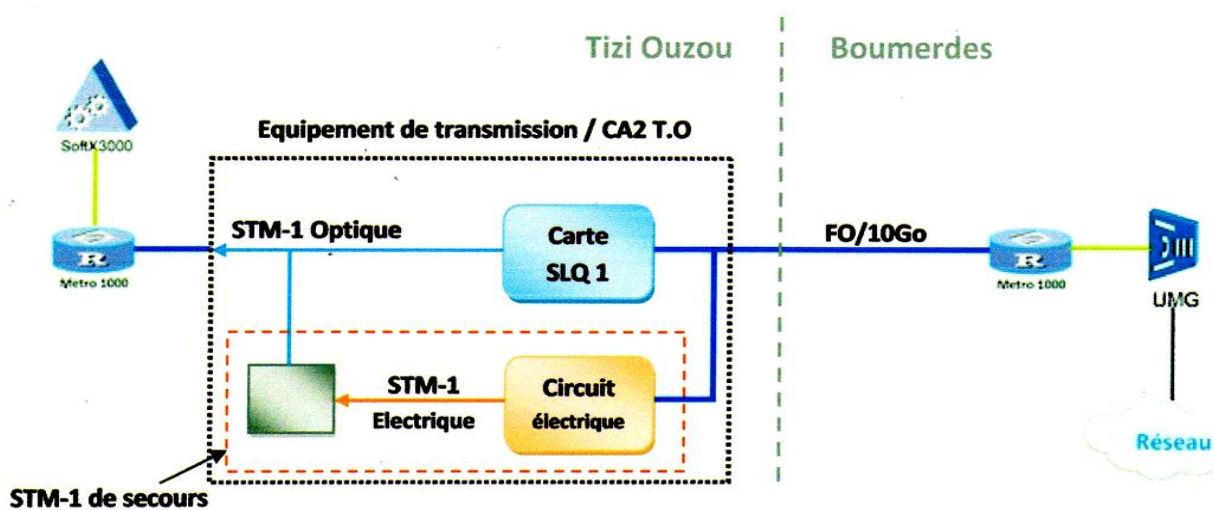 Tizi Ouzou
Boumerdes
Equipement de transmission / CA2 T.O
SoftX3000
STM-1 Optique
Carte
SLQ 1
FO/10Go
R
Metro 1000
R
Metro 1000
UMG
STM-1
Electrique
Circuit
électrique
Réseau
STM-1 de secours